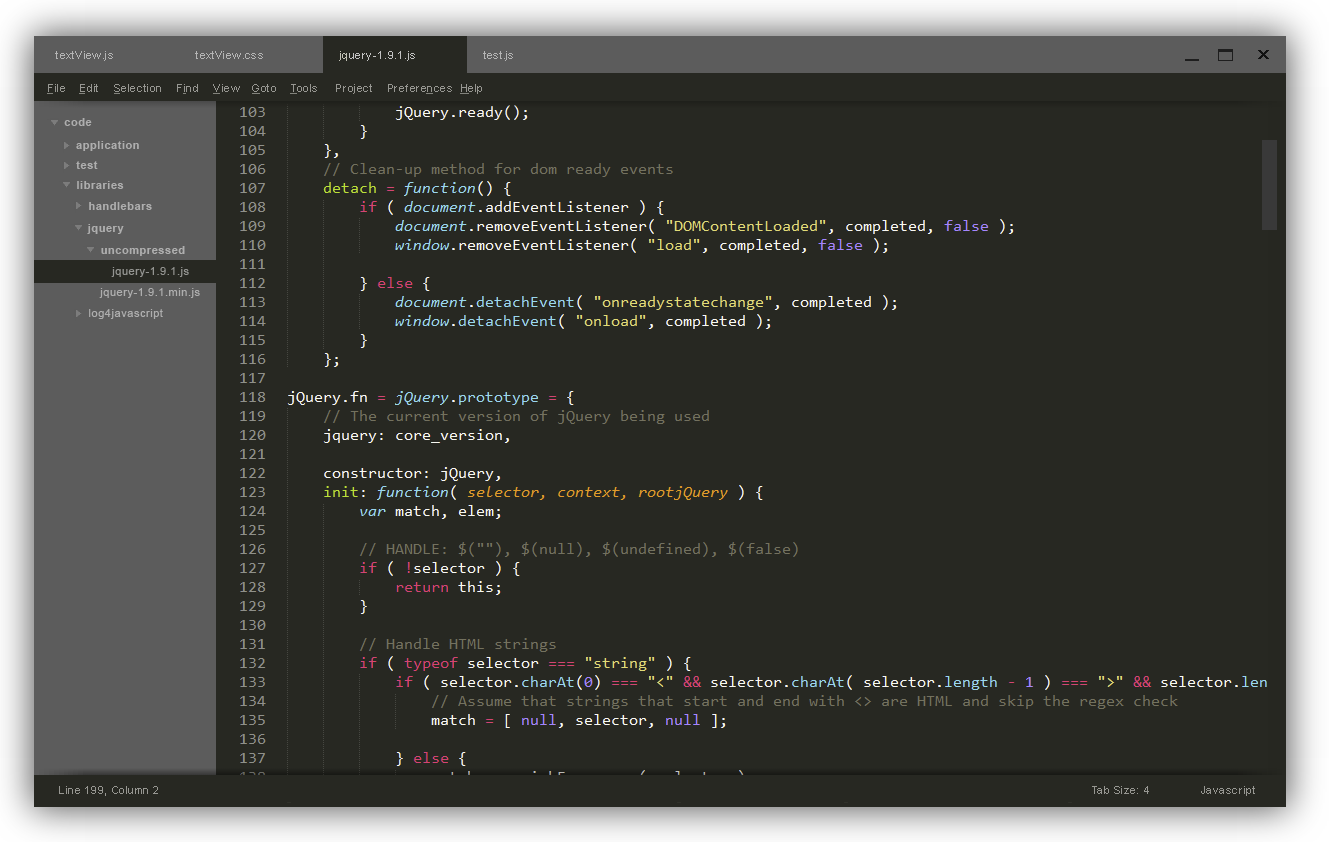 textView.js textView.css jquery-1.9.1.js test.js
File Edit Selection Find View Goto Tools Project Preferences Help
code
application
test
libraries
handlebars
jquery
uncompressed
jquery-1.9.1.js
jquery-1.9.1.min.js
log4javascript
103 jQuery.ready();
104 }
105 },
106 // Clean-up method for dom ready events
107 detach = function() {
108 if ( document.addEventListener ) {
109 document.removeEventListener( "DOMContentLoaded", completed, false );
110 window.removeEventListener( "load", completed, false );
111
112 } else {
113 document.detachEvent( "onreadystatechange", completed );
114 window.detachEvent( "onload", completed );
115 }
116 };
117
118 jQuery.fn = jQuery.prototype = {
119 // The current version of jQuery being used
120 jquery: core_version,
121
122 constructor: jQuery,
123 init: function( selector, context, rootjQuery ) {
124 var match, elem;
125
126 // HANDLE: $(""), $(null), $(undefined), $(false)
127 if ( !selector ) {
128 return this;
129 }
130
131 // Handle HTML strings
132 if ( typeof selector === "string" ) {
133 if ( selector.charAt(0) === "<" && selector.charAt( selector.length - 1 ) === ">" && selector.len
134 // Assume that strings that start and end with <> are HTML and skip the regex check
135 match = [ null, selector, null ];
136
137 } else {
Line 199, Column 2 Tab Size: 4 Javascript